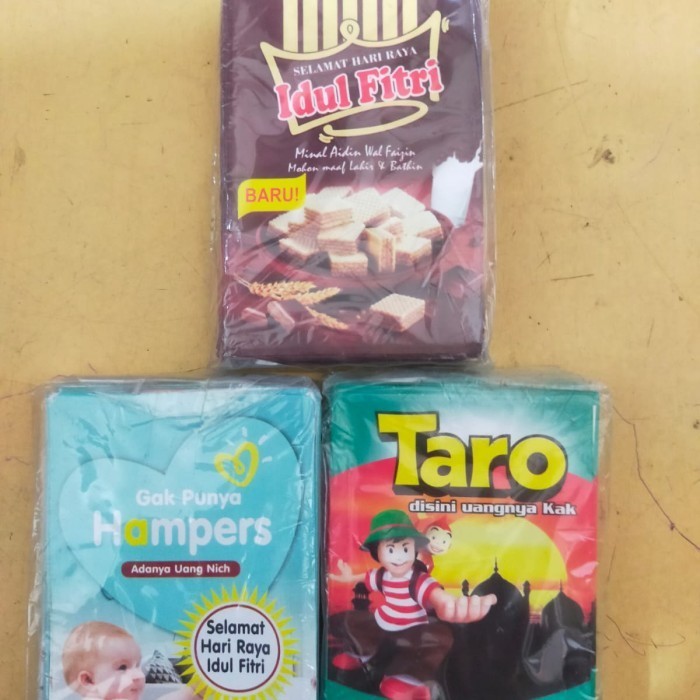 SELAMAT HARI RAYA
Idul Fitri
Minal Aidin Wal Faizin
Mohon maaf Lahir & Bathin
BARU!
Gak Punya
Hampers
Adanya Uang Nich
Selamat
Hari Raya
Idul Fitri
Taro
disini uangnya Kak